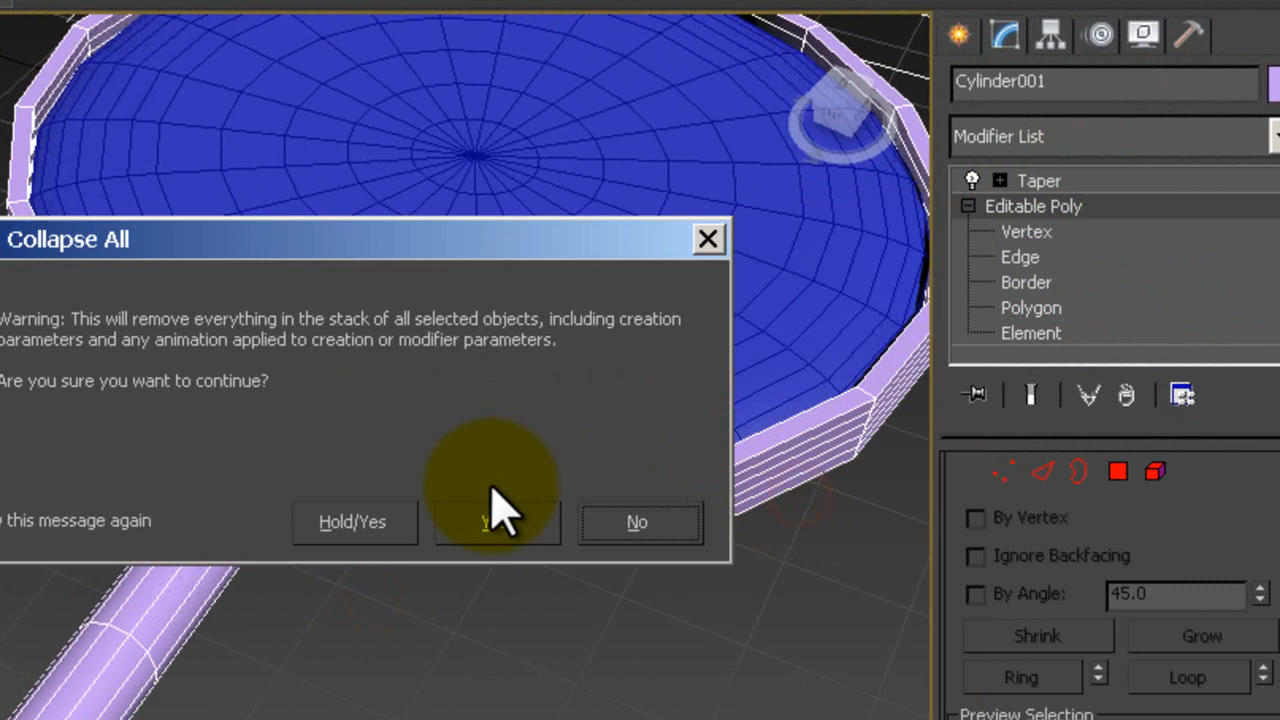 Cylinder001
Modifier List
Taper
Editable Poly
Vertex
Edge
Border
Polygon
Element
Collapse All
Warning: This will remove everything in the stack of all selected objects, including creation
parameters and any animation applied to creation or modifier parameters.
Are you sure you want to continue?
this message again
Hold/Yes
No
By Vertex
Ignore Backfacing
By Angle: 45.0
Shrink Grow
Ring Loop
Preview Selection